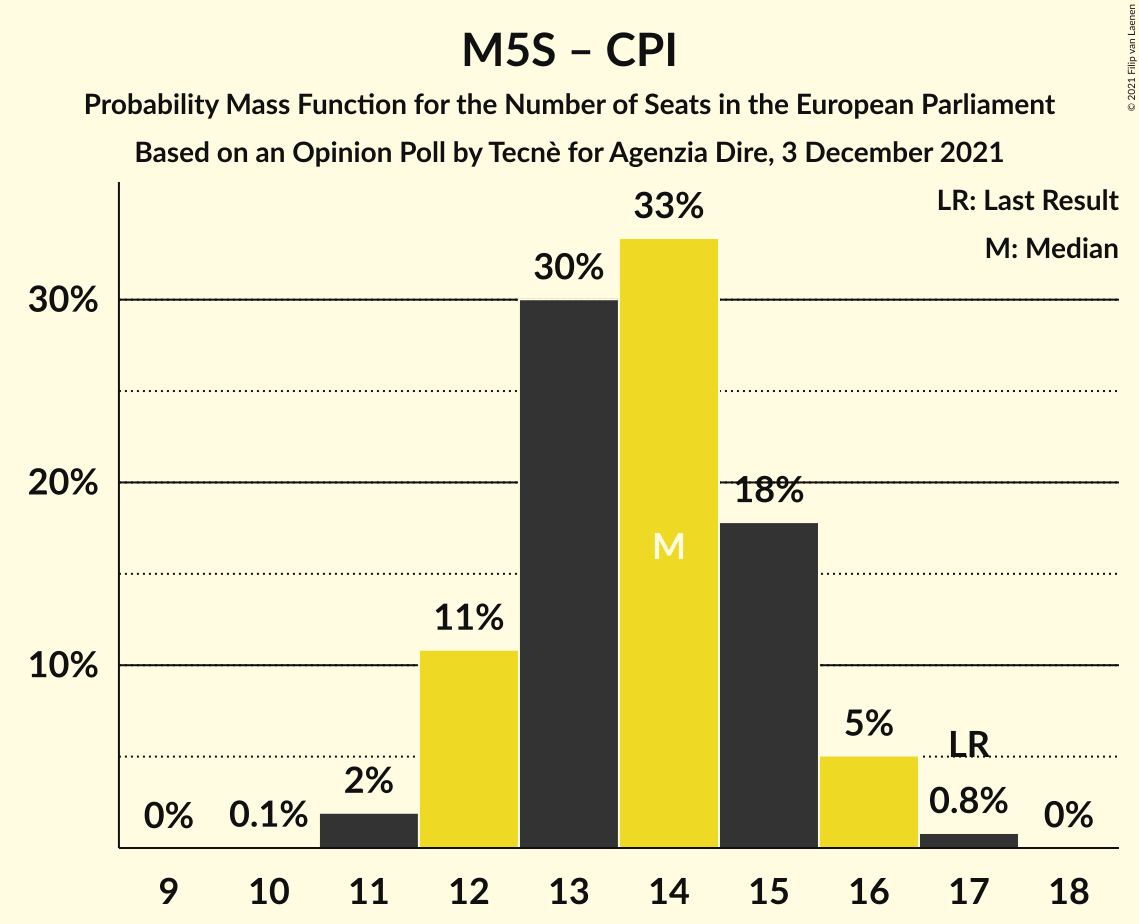 M5S – CPI
Probability Mass Function for the Number of Seats in the European Parliament
Based on an Opinion Poll by Tecnè for Agenzia Dire, 3 December 2021
© 2021 Filip van Laenen
LR: Last Result
M: Median
33%
30%
30%
20%
18%
M
11%
10%
5%
LR
2%
0%
0.1%
0.8%
0%
9 10 11 12 13 14 15 16 17 18